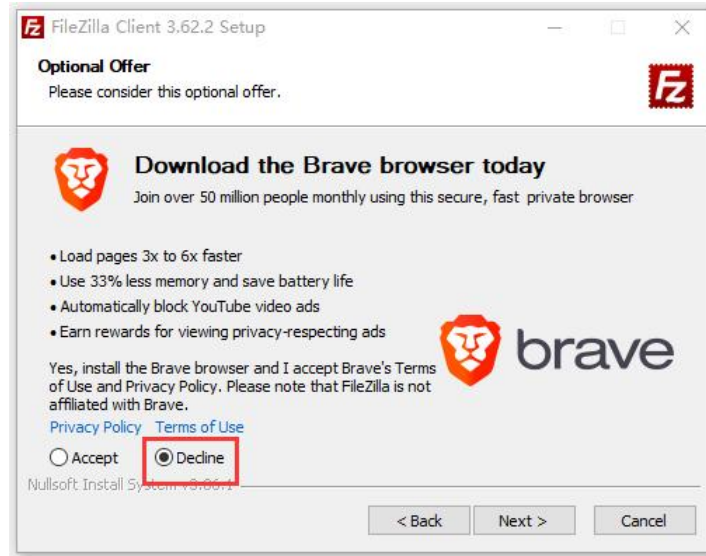 FileZilla Client 3.62.2 Setup
Optional Offer
Please consider this optional offer.
Fz
Download the Brave browser today
Join over 50 million people monthly using this secure, fast private browser
• Load pages 3x to 6x faster
• Use 33% less memory and save battery life
• Automatically block YouTube video ads
• Earn rewards for viewing privacy-respecting ads
brave
Yes, install the Brave browser and I accept Brave's Terms
of Use and Privacy Policy. Please note that FileZilla is not
affiliated with Brave.
Privacy Policy Terms of Use
Accept Decline
Nullsoft Install System
< Back Next > Cancel